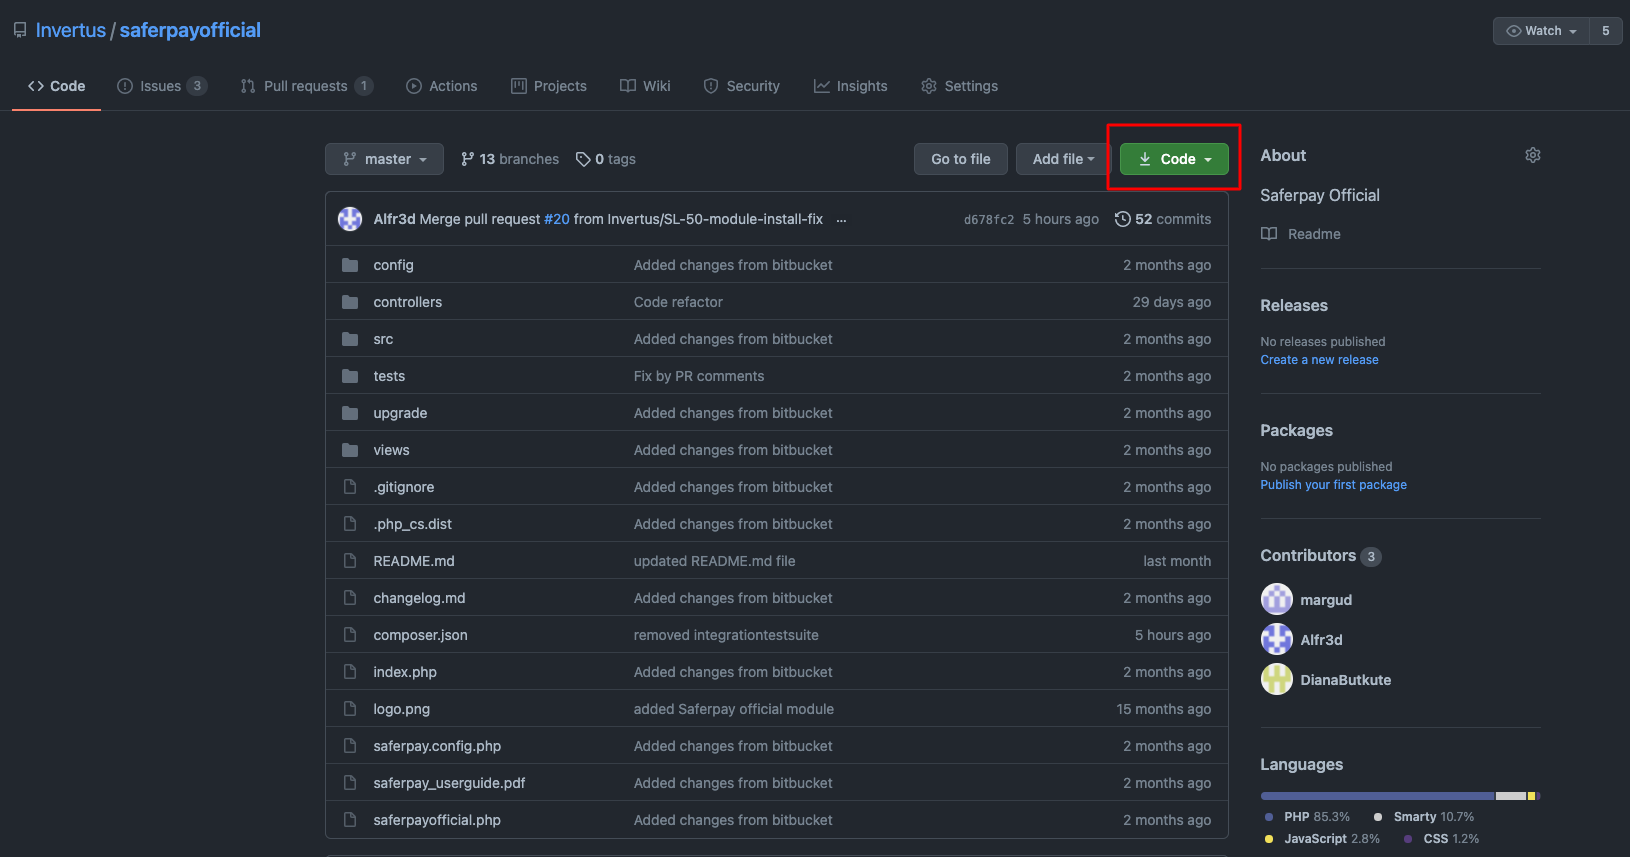 Invertus / saferpayofficial
Watch 5
Code Issues 3 Pull requests 1 Actions Projects Wiki Security Insights Settings
master 13 branches 0 tags Go to file Add file Code
Alfr3d Merge pull request #20 from Invertus/SL-50-module-install-fix ... d678fc2 5 hours ago 52 commits
config Added changes from bitbucket 2 months ago
controllers Code refactor 29 days ago
src Added changes from bitbucket 2 months ago
tests Fix by PR comments 2 months ago
upgrade Added changes from bitbucket 2 months ago
views Added changes from bitbucket 2 months ago
.gitignore Added changes from bitbucket 2 months ago
.php_cs.dist Added changes from bitbucket 2 months ago
README.md updated README.md file last month
changelog.md Added changes from bitbucket 2 months ago
composer.json removed integrationtestsuite 5 hours ago
index.php Added changes from bitbucket 2 months ago
logo.png added Saferpay official module 15 months ago
saferpay.config.php Added changes from bitbucket 2 months ago
saferpay_userguide.pdf Added changes from bitbucket 2 months ago
saferpayofficial.php Added changes from bitbucket 2 months ago
About
Saferpay Official
Readme
Releases
No releases published
Create a new release
Packages
No packages published
Publish your first package
Contributors 3
margud
Alfr3d
DianaButkute
Languages
PHP 85.3% Smarty 10.7%
JavaScript 2.8% CSS 1.2%